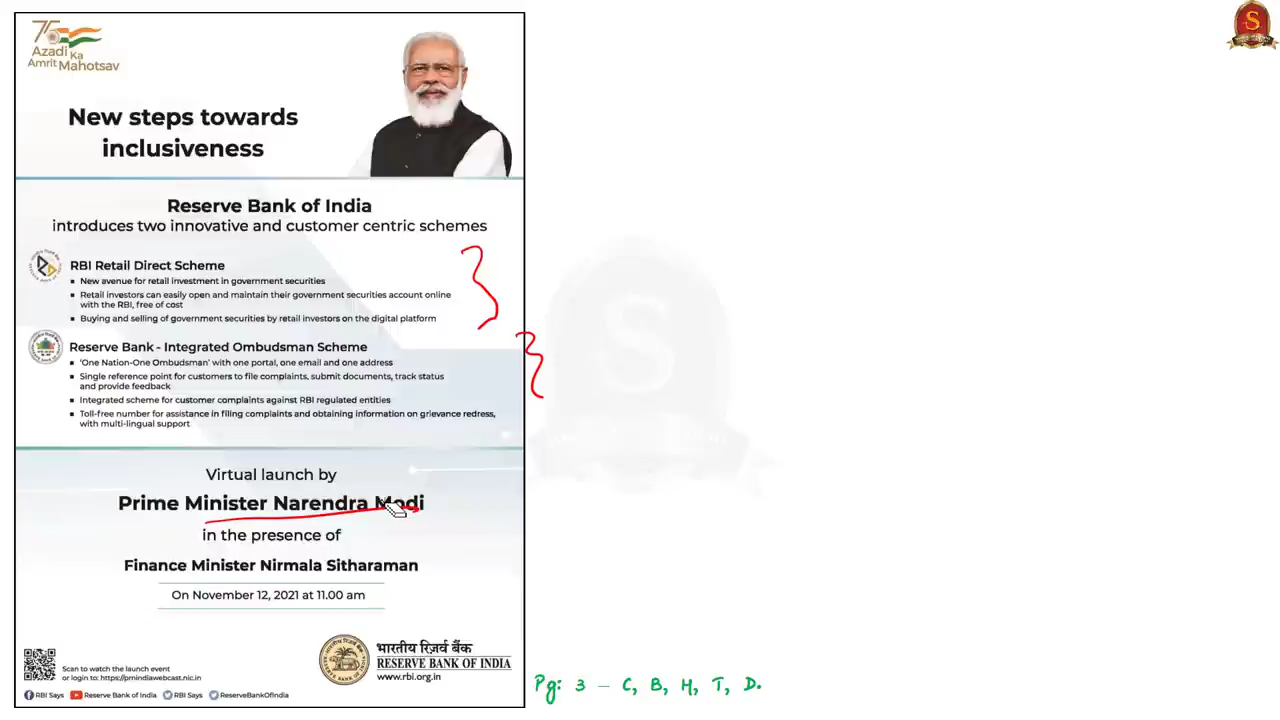 75
Azadi Ka
Amrit Mahotsav
New steps towards
inclusiveness
Reserve Bank of India
introduces two innovative and customer centric schemes
RBI Retail Direct Scheme
▪ New avenue for retail investment in government securities
▪ Retail investors can easily open and maintain their government securities account online
with the RBI, free of cost
▪ Buying and selling of government securities by retail investors on the digital platform
Reserve Bank - Integrated Ombudsman Scheme
▪ 'One Nation-One Ombudsman' with one portal, one email and one address
▪ Single reference point for customers to file complaints, submit documents, track status
and provide feedback
▪ Integrated scheme for customer complaints against RBI regulated entities
▪ Toll-free number for assistance in filing complaints and obtaining information on grievance redress,
with multi-lingual support
Virtual launch by
Prime Minister Narendra Modi
in the presence of
Finance Minister Nirmala Sitharaman
On November 12, 2021 at 11.00 am
Scan to watch the launch event
or login to: https://pmindiawebcast.nic.in
भारतीय रिज़र्व बैंक
RESERVE BANK OF INDIA
www.rbi.org.in
RBI Says Reserve Bank of India RBI Says ReserveBankOfIndia
Pg: 3 – C, B, H, T, D.
S
S